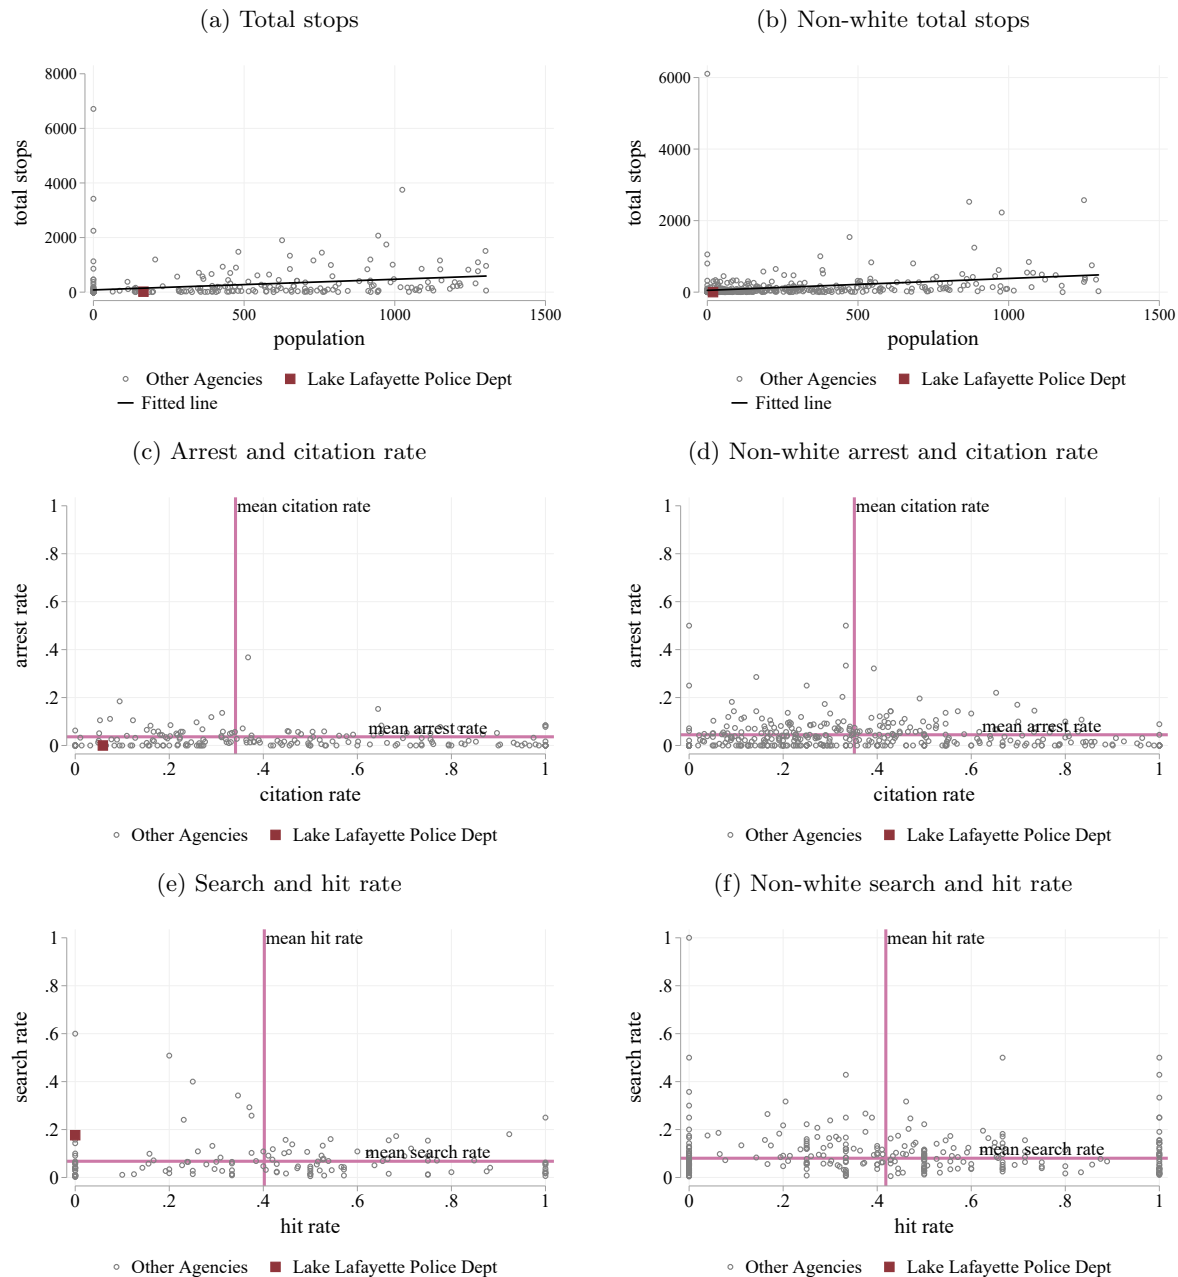 (a) Total stops
total stops
8000
6000
4000
2000
0
0 500 1000 1500
population
Other Agencies Lake Lafayette Police Dept
Fitted line
(b) Non-white total stops
total stops
6000
4000
2000
0
0 500 1000 1500
population
Other Agencies Lake Lafayette Police Dept
Fitted line
(c) Arrest and citation rate
mean citation rate
arrest rate
1
.8
.6
.4
.2
0
mean arrest rate
0 .2 .4 .6 .8 1
citation rate
Other Agencies Lake Lafayette Police Dept
(d) Non-white arrest and citation rate
mean citation rate
arrest rate
1
.8
.6
.4
.2
0
mean arrest rate
0 .2 .4 .6 .8 1
citation rate
Other Agencies Lake Lafayette Police Dept
(e) Search and hit rate
mean hit rate
search rate
1
.8
.6
.4
.2
0
mean search rate
0 .2 .4 .6 .8 1
hit rate
Other Agencies Lake Lafayette Police Dept
(f) Non-white search and hit rate
mean hit rate
search rate
1
.8
.6
.4
.2
0
mean search rate
0 .2 .4 .6 .8 1
hit rate
Other Agencies Lake Lafayette Police Dept